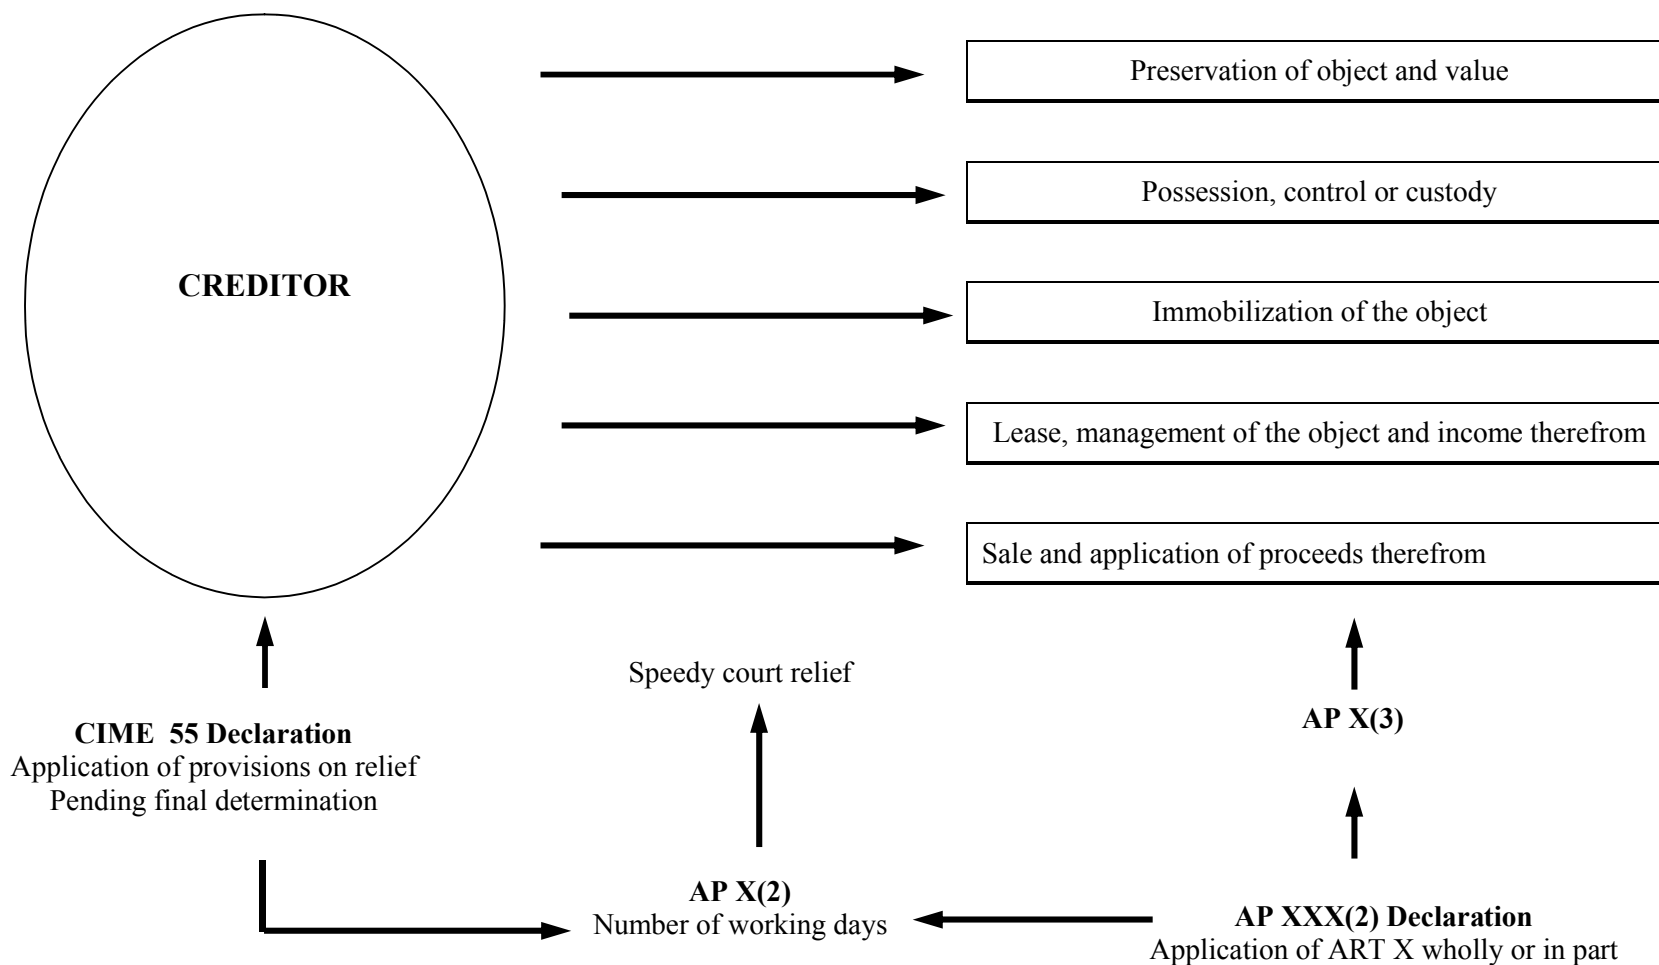 Preservation of object and value
Possession, control or custody
CREDITOR
Immobilization of the object
Lease, management of the object and income therefrom
Sale and application of proceeds therefrom
Speedy court relief
CIME 55 Declaration
Application of provisions on relief
Pending final determination
AP X(3)
AP X(2)
Number of working days
AP XXX(2) Declaration
Application of ART X wholly or in part